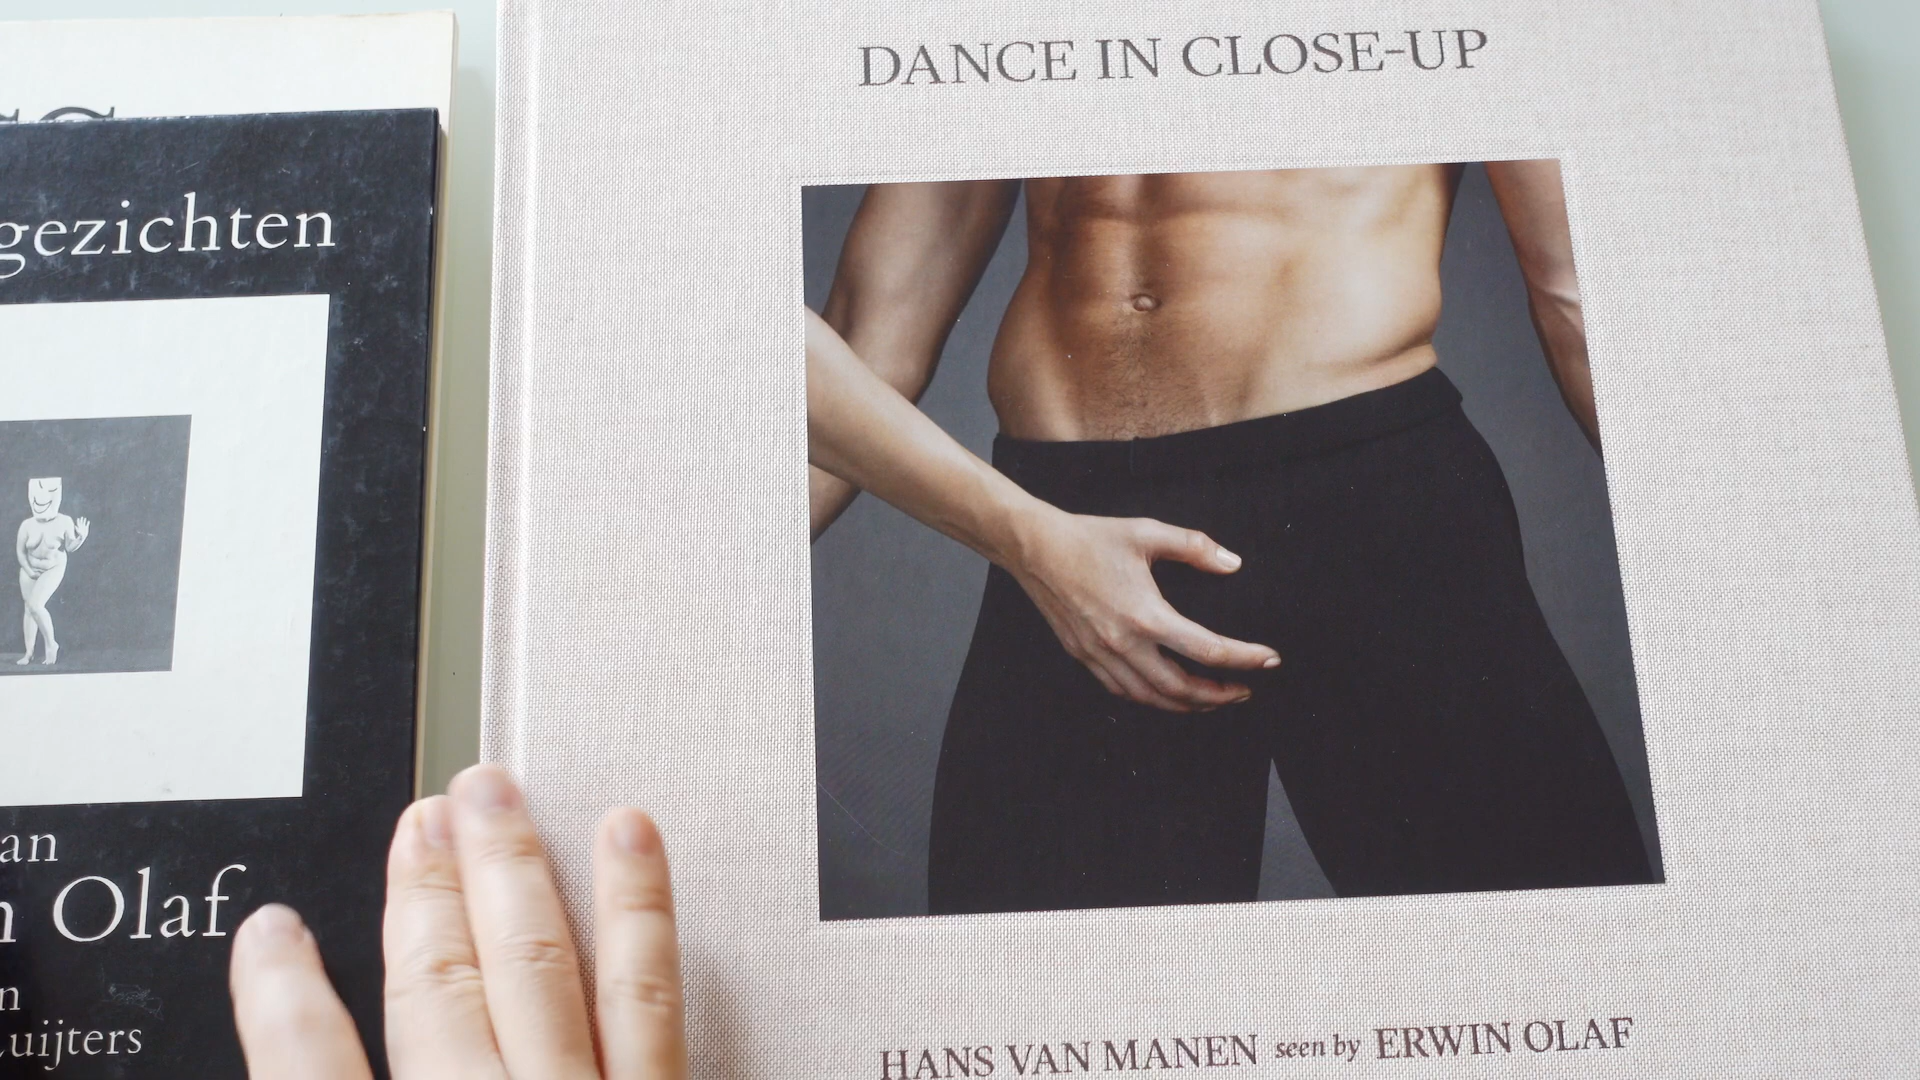 gezichten
an
n Olaf
n
uijters
DANCE IN CLOSE-UP
HANS VAN MANEN seen by ERWIN OLAF